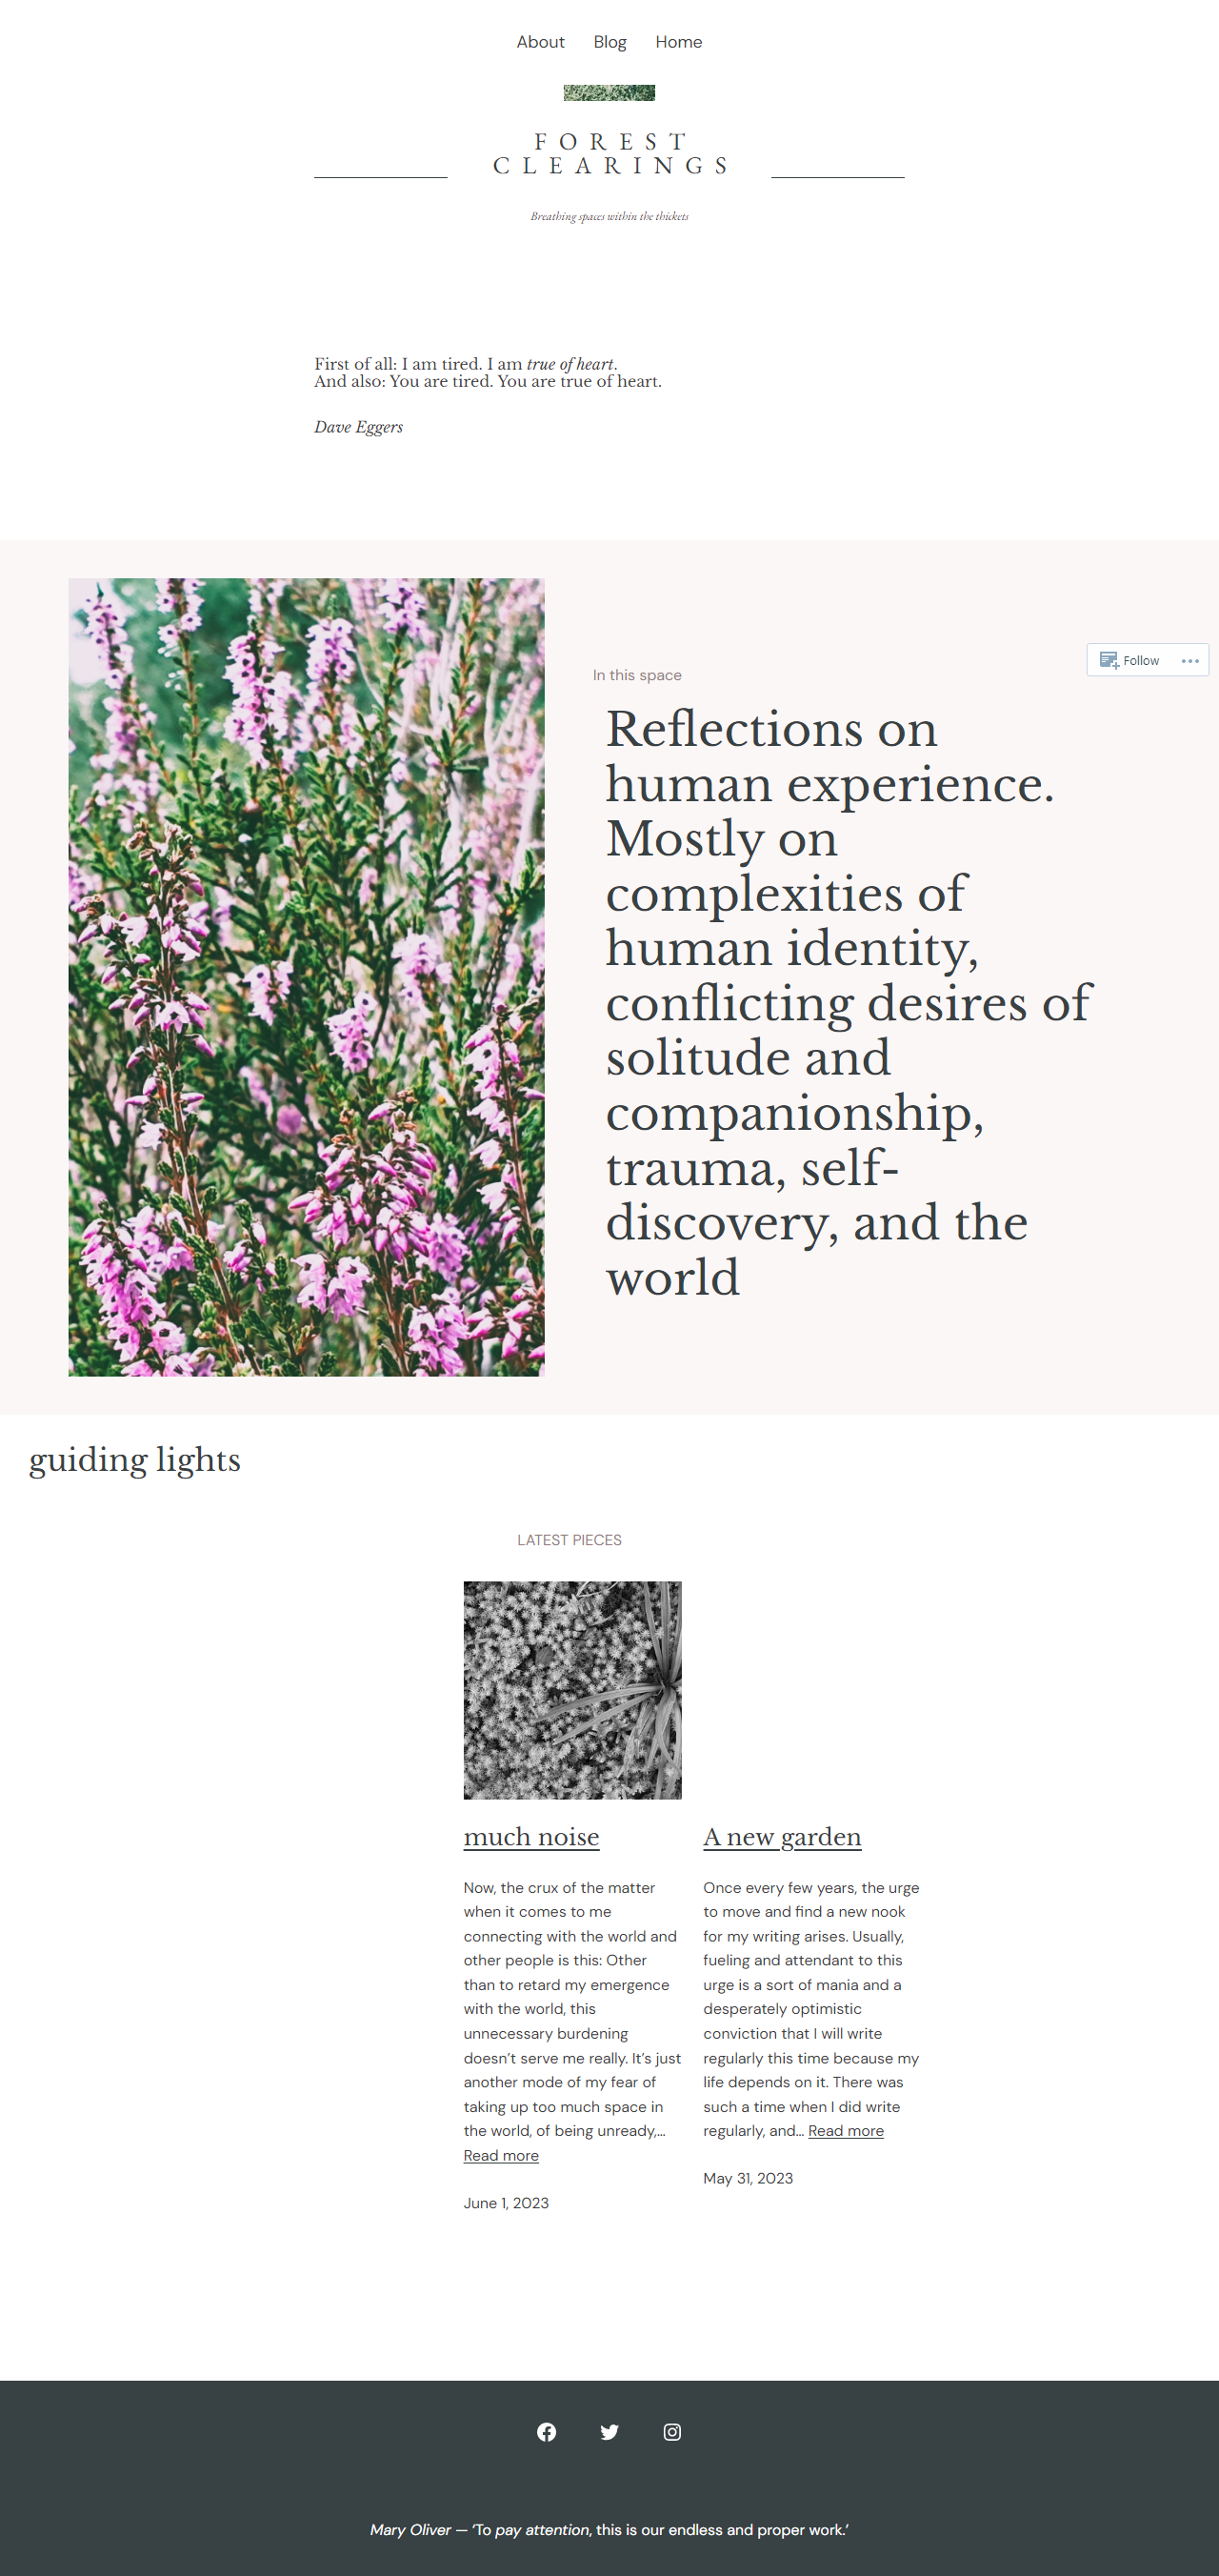 About Blog Home
FOREST
CLEARINGS
Breathing spaces within the thickets
First of all: I am tired. I am true of heart.
And also: You are tired. You are true of heart.
Dave Eggers
In this space
Follow
Reflections on
human experience.
Mostly on
complexities of
human identity,
conflicting desires of
solitude and
companionship,
trauma, self-
discovery, and the
world
guiding lights
LATEST PIECES
much noise
Now, the crux of the matter
when it comes to me
connecting with the world and
other people is this: Other
than to retard my emergence
with the world, this
unnecessary burdening
doesn’t serve me really. It’s just
another mode of my fear of
taking up too much space in
the world, of being unready,…
Read more
June 1, 2023
A new garden
Once every few years, the urge
to move and find a new nook
for my writing arises. Usually,
fueling and attendant to this
urge is a sort of mania and a
desperately optimistic
conviction that I will write
regularly this time because my
life depends on it. There was
such a time when I did write
regularly, and… Read more
May 31, 2023
Mary Oliver — ‘To pay attention, this is our endless and proper work.’